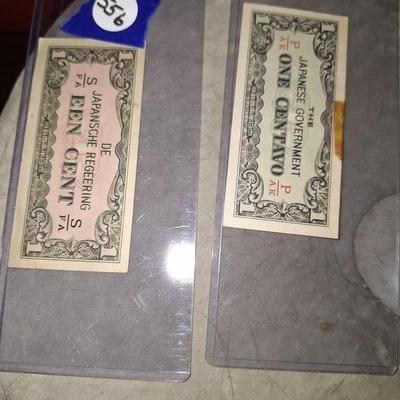 556
1
S
FA
DE
JAPANSCHE REGEERING
EEN CENT
S
FA
1
1
P
AK
THE
JAPANESE GOVERNMENT
ONE CENTAVO
P
AK
1